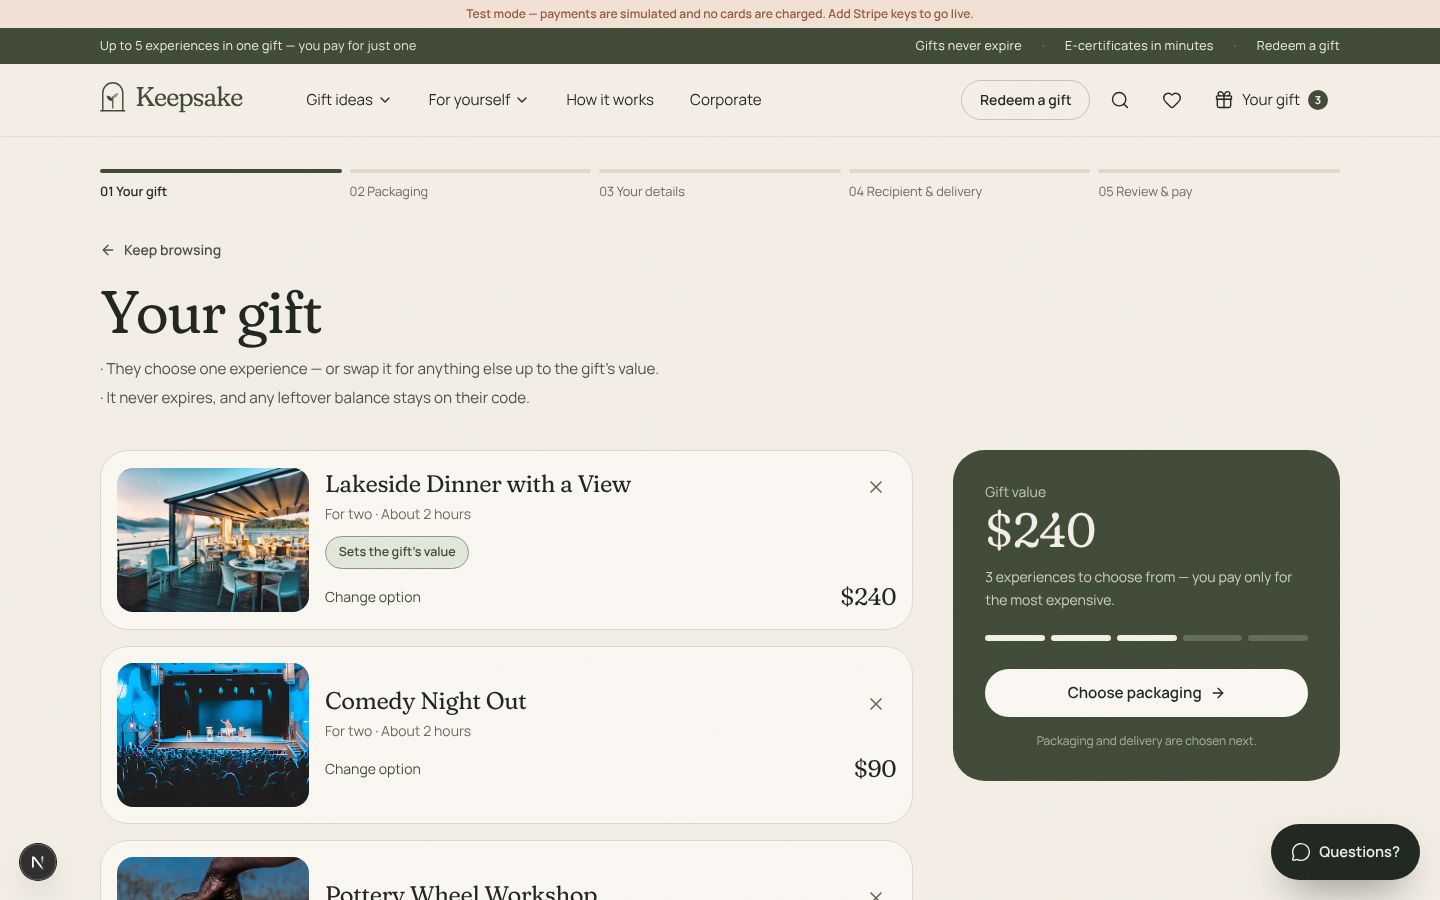 Test mode — payments are simulated and no cards are charged. Add Stripe keys to go live.
Up to 5 experiences in one gift — you pay for just one
Gifts never expire · E-certificates in minutes · Redeem a gift
Keepsake
Gift ideas
For yourself
How it works
Corporate
Redeem a gift
Your gift 3
01 Your gift
02 Packaging
03 Your details
04 Recipient & delivery
05 Review & pay
Keep browsing
Your gift
· They choose one experience — or swap it for anything else up to the gift's value.
· It never expires, and any leftover balance stays on their code.
Lakeside Dinner with a View
For two · About 2 hours
Sets the gift's value
Change option
$240
Comedy Night Out
For two · About 2 hours
Change option
$90
Pottery Wheel Workshop
Gift value
$240
3 experiences to choose from — you pay only for
the most expensive.
Choose packaging
Packaging and delivery are chosen next.
N
Questions?